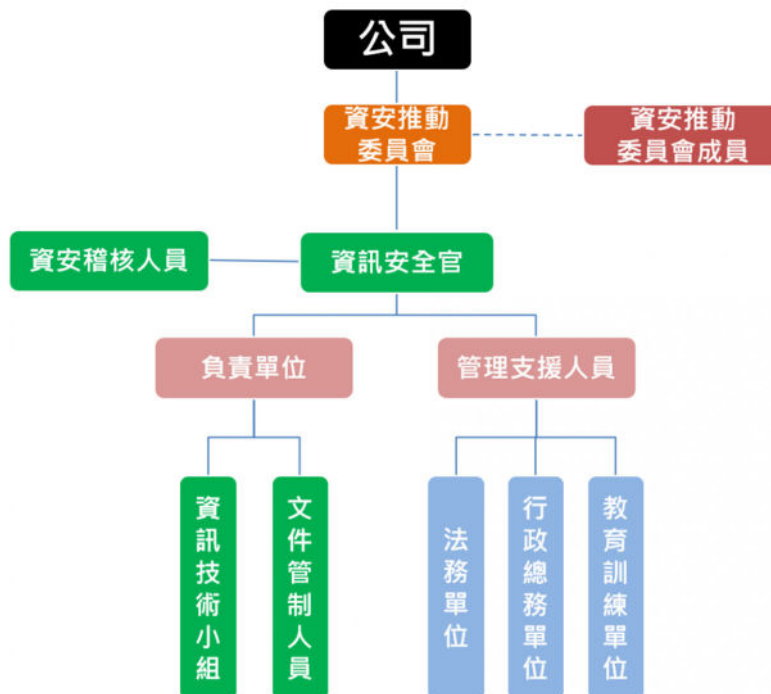 公司
資安推動
委員會
資安推動
委員會成員
資安稽核人員
資訊安全官
負責單位
管理支援人員
資訊技術小組
文件管制人員
法務單位
行政總務單位
教育訓練單位